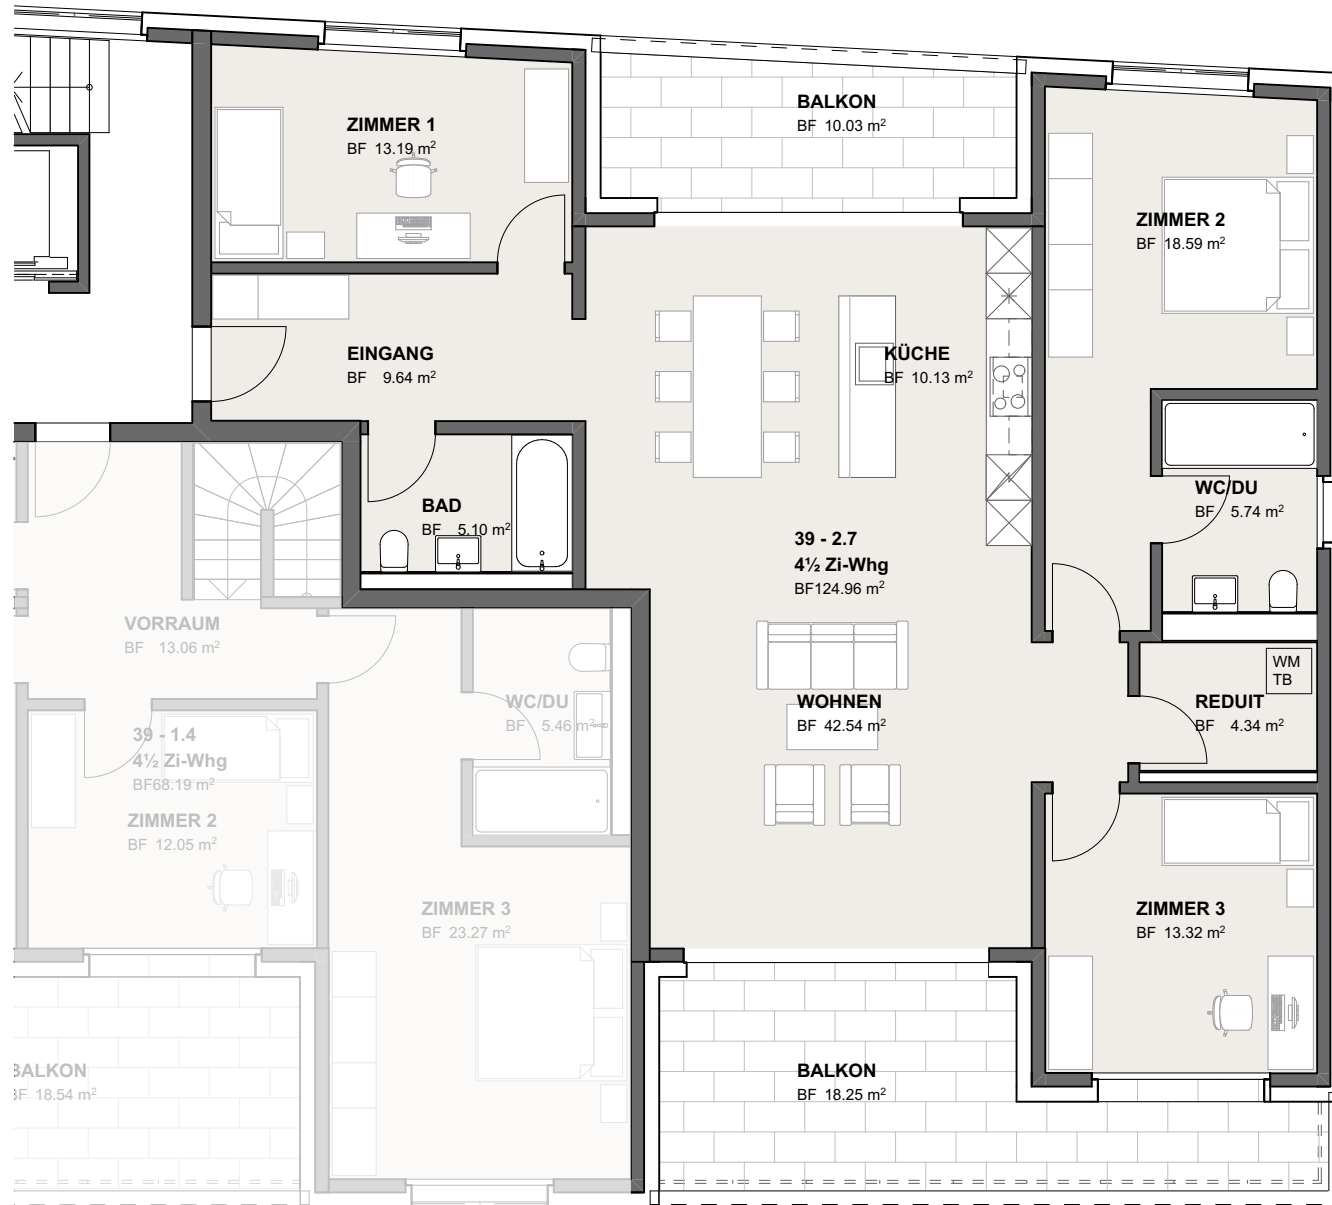 ZIMMER 1
BF 13.19 m²
BALKON
BF 10.03 m²
ZIMMER 2
BF 18.59 m²
EINGANG
BF 9.64 m²
KÜCHE
BF 10.13 m²
BAD
BF 5.10 m²
WC/DU
BF 5.74 m²
39 - 2.7
4½ Zi-Whg
BF124.96 m²
VORRAUM
BF 13.06 m²
WM
TB
WC/DU
BF 5.46 m²
WOHNEN
BF 42.54 m²
REDUIT
BF 4.34 m²
39 - 1.4
4½ Zi-Whg
BF68.19 m²
ZIMMER 2
BF 12.05 m²
ZIMMER 3
BF 23.27 m²
ZIMMER 3
BF 13.32 m²
BALKON
BF 18.54 m²
BALKON
BF 18.25 m²